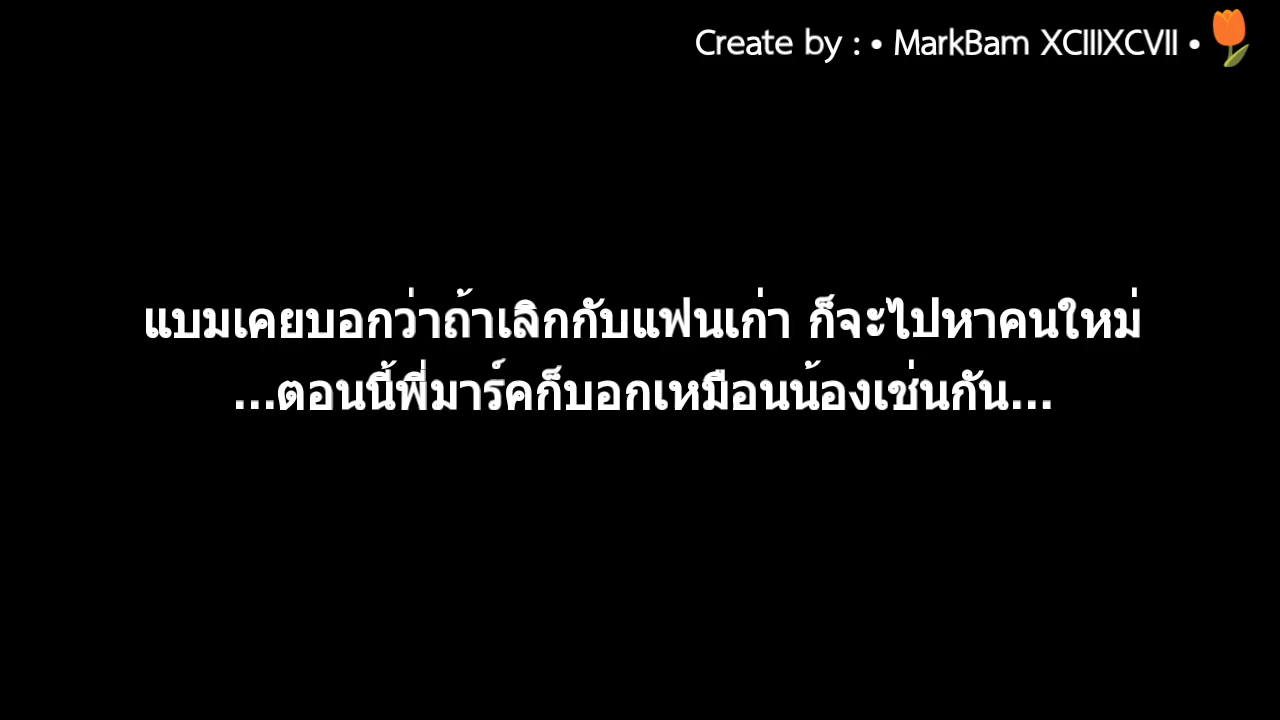 Create by : • MarkBam XCIIIXCVII •
แบมเคยบอกว่าถ้าเลิกกับแฟนเก่า ก็จะไปหาคนใหม่
...ตอนนี้พี่มาร์คก็บอกเหมือนน้องเช่นกัน...